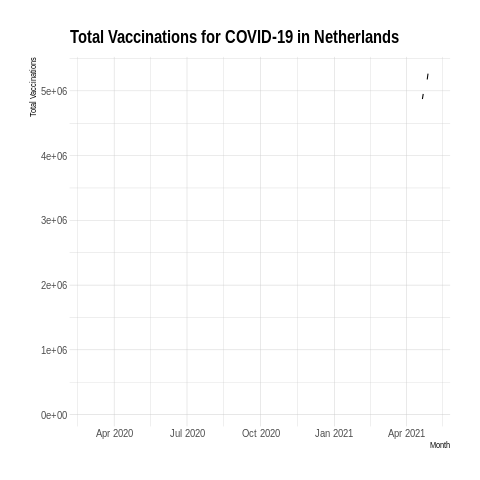 Total Vaccinations for COVID-19 in Netherlands
Total Vaccinations
5e+06
4e+06
3e+06
2e+06
1e+06
0e+00
Apr 2020 Jul 2020 Oct 2020 Jan 2021 Apr 2021
Month